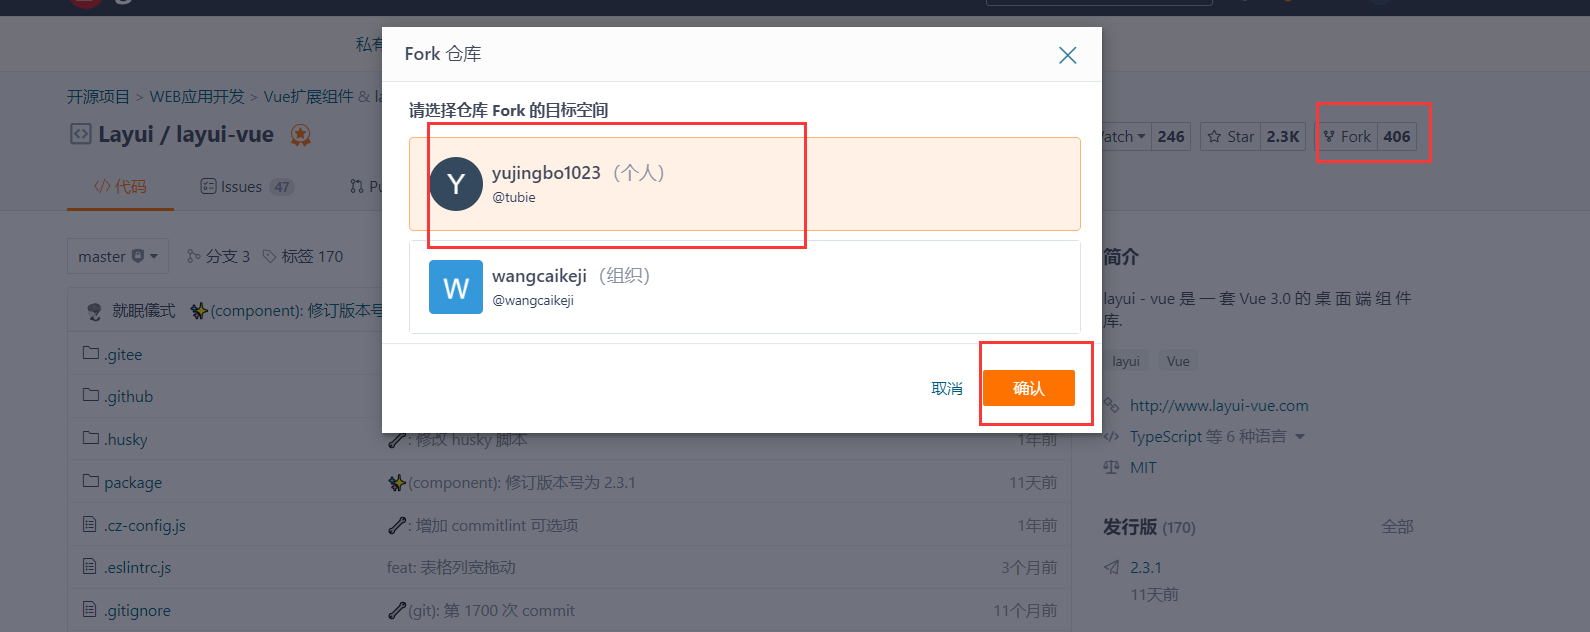 私有
Fork 仓库
请选择仓库 Fork 的目标空间
Y
yujingbo1023 （个人）
@tubie
W
wangcaikeji （组织）
@wangcaikeji
取消
确认
开源项目 > WEB应用开发 > Vue扩展组件 &
Layui / layui-vue
246
Star 2.3K
Fork 406
代码
Issues 47
master
分支 3
标签 170
就眠儀式
(component): 修订版本号
.gitee
.github
.husky
: 修改 husky 脚本
1年前
package
(component): 修订版本号为 2.3.1
11天前
.cz-config.js
: 增加 commitlint 可选项
1年前
.eslintrc.js
feat: 表格列宽拖动
3个月前
.gitignore
(git): 第 1700 次 commit
11个月前
简介
layui - vue 是 一 套 Vue 3.0 的 桌 面 端 组 件
库.
layui
Vue
http://www.layui-vue.com
TypeScript 等 6 种语言
MIT
发行版 (170)
全部
2.3.1
11天前